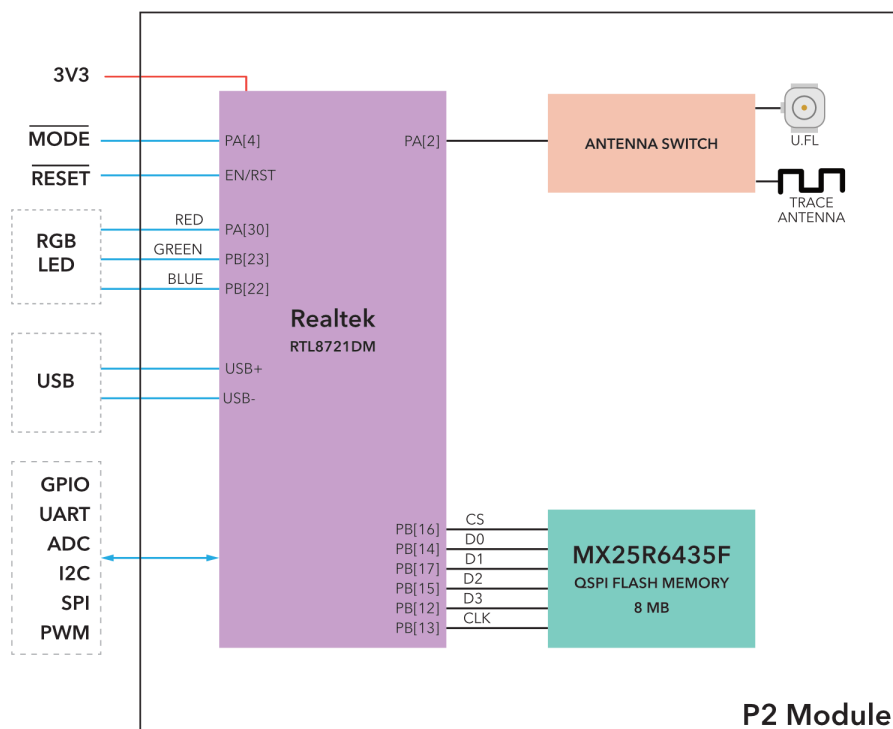 3V3
MODE
RESET
RGB
LED
RED
GREEN
BLUE
USB
GPIO
UART
ADC
I2C
SPI
PWM
PA[4]
EN/RST
PA[30]
PB[23]
PB[22]
USB+
USB-
Realtek
RTL8721DM
PA[2]
ANTENNA SWITCH
U.FL
TRACE
ANTENNA
PB[16]
PB[14]
PB[17]
PB[15]
PB[12]
PB[13]
CS
D0
D1
D2
D3
CLK
MX25R6435F
QSPI FLASH MEMORY
8 MB
P2 Module